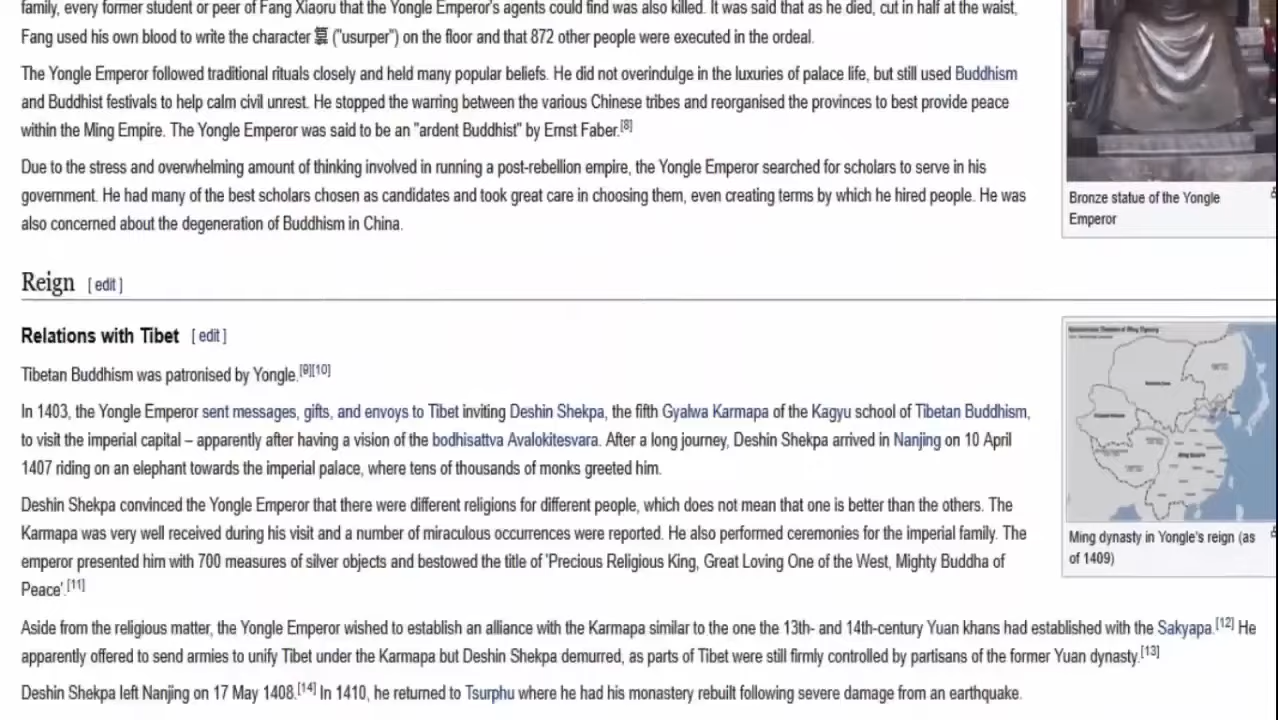 family, every former student or peer of Fang Xiaoru that the Yongle Emperor's agents could find was also killed. It was said that as he died, cut in half at the waist,
Fang used his own blood to write the character 篡 ("usurper") on the floor and that 872 other people were executed in the ordeal.
The Yongle Emperor followed traditional rituals closely and held many popular beliefs. He did not overindulge in the luxuries of palace life, but still used Buddhism
and Buddhist festivals to help calm civil unrest. He stopped the warring between the various Chinese tribes and reorganised the provinces to best provide peace
within the Ming Empire. The Yongle Emperor was said to be an "ardent Buddhist" by Ernst Faber.[8]
Due to the stress and overwhelming amount of thinking involved in running a post-rebellion empire, the Yongle Emperor searched for scholars to serve in his
government. He had many of the best scholars chosen as candidates and took great care in choosing them, even creating terms by which he hired people. He was
also concerned about the degeneration of Buddhism in China.
Bronze statue of the Yongle
Emperor
Reign [ edit ]
Relations with Tibet [ edit ]
Tibetan Buddhism was patronised by Yongle.[9][10]
In 1403, the Yongle Emperor sent messages, gifts, and envoys to Tibet inviting Deshin Shekpa, the fifth Gyalwa Karmapa of the Kagyu school of Tibetan Buddhism,
to visit the imperial capital – apparently after having a vision of the bodhisattva Avalokitesvara. After a long journey, Deshin Shekpa arrived in Nanjing on 10 April
1407 riding on an elephant towards the imperial palace, where tens of thousands of monks greeted him.
Deshin Shekpa convinced the Yongle Emperor that there were different religions for different people, which does not mean that one is better than the others. The
Karmapa was very well received during his visit and a number of miraculous occurrences were reported. He also performed ceremonies for the imperial family. The
emperor presented him with 700 measures of silver objects and bestowed the title of 'Precious Religious King, Great Loving One of the West, Mighty Buddha of
Peace'.[11]
Ming dynasty in Yongle's reign (as
of 1409)
Aside from the religious matter, the Yongle Emperor wished to establish an alliance with the Karmapa similar to the one the 13th- and 14th-century Yuan khans had established with the Sakyapa.[12] He
apparently offered to send armies to unify Tibet under the Karmapa but Deshin Shekpa demurred, as parts of Tibet were still firmly controlled by partisans of the former Yuan dynasty.[13]
Deshin Shekpa left Nanjing on 17 May 1408.[14] In 1410, he returned to Tsurphu where he had his monastery rebuilt following severe damage from an earthquake.